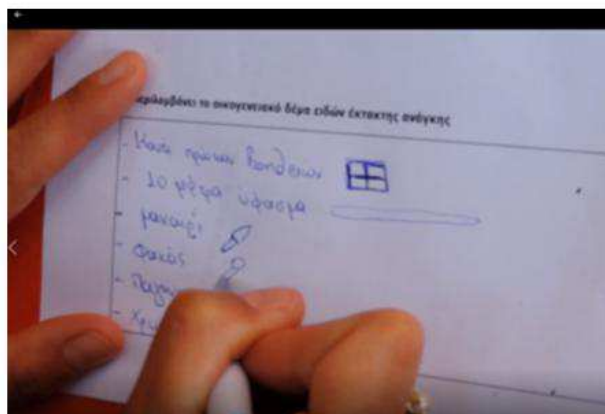 περιλαμβάνει το οικογενειακό δέμα ειδών έκτακτης ανάγκης
- Κουτί πρώτων βοηθειών
- 10 μέτρα ύφασμα
- μαχαίρι
- Φακός
-
-